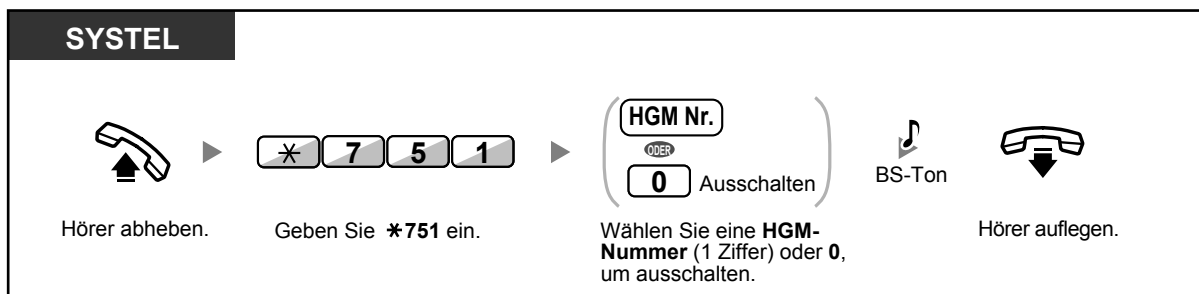 SYSTEL
✳ 7 5 1
HGM Nr.
ODER
0 Ausschalten
BS-Ton
Hörer abheben.
Geben Sie ✳751 ein.
Wählen Sie eine HGM-
Nummer (1 Ziffer) oder 0,
um ausschalten.
Hörer auflegen.